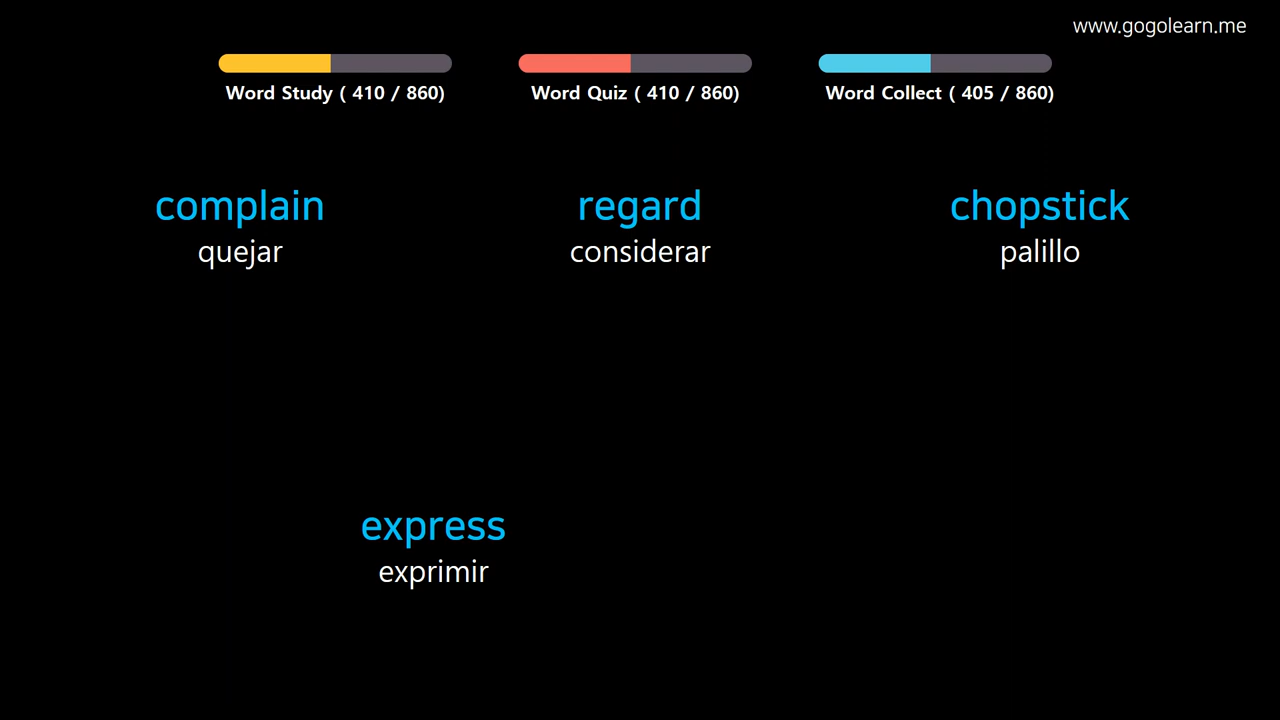 www.gogolearn.me
Word Study ( 410 / 860)
Word Quiz ( 410 / 860)
Word Collect ( 405 / 860)
complain
quejar
regard
considerar
chopstick
palillo
express
exprimir